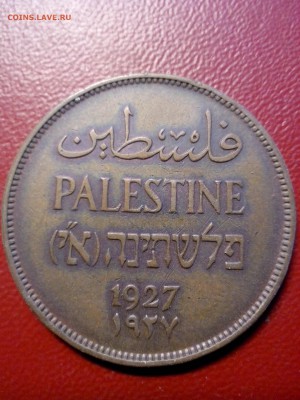 COINS.LAVE.RU
فلسطين
PALESTINE
פלשתינה (א״י)
1927
١٩٢٧